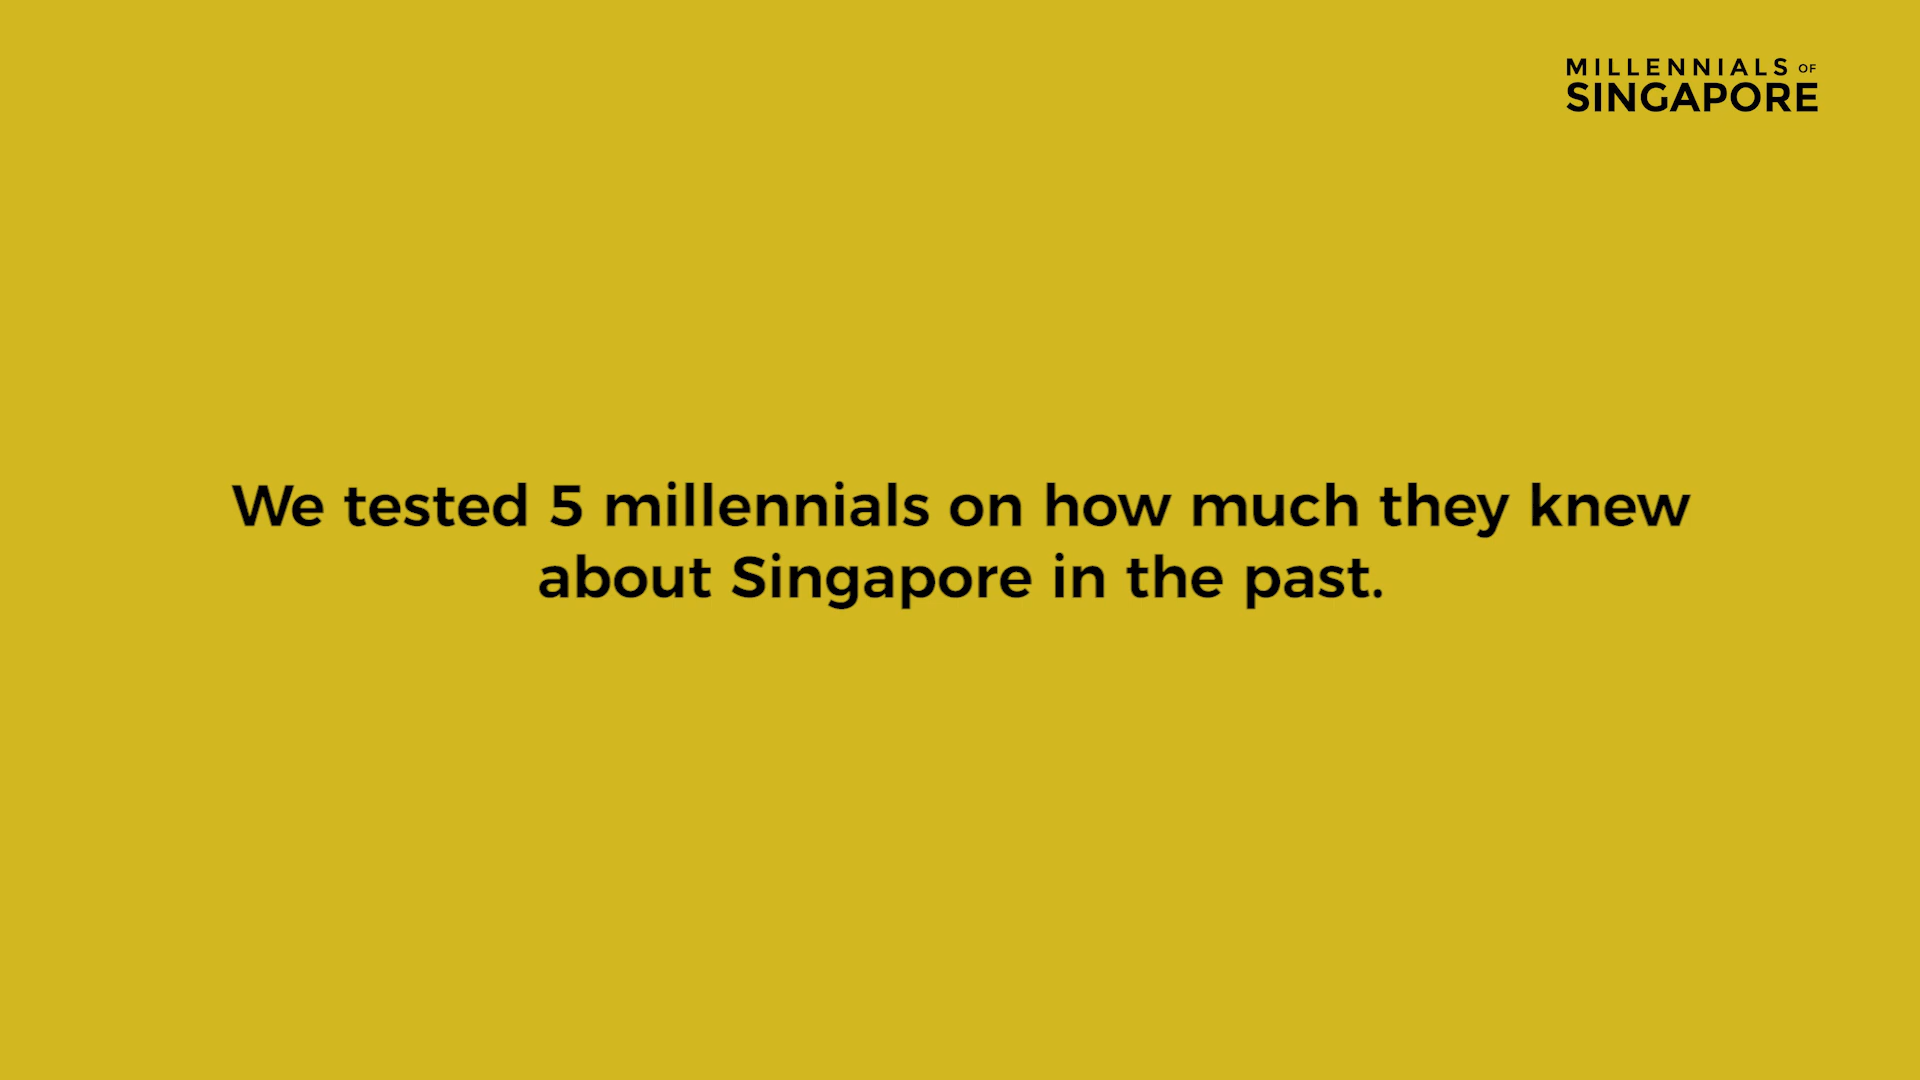 MILLENNIALS OF
SINGAPORE
We tested 5 millennials on how much they knew
about Singapore in the past.